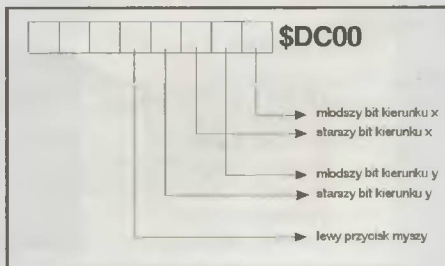 $DC00
młodszy bit kierunku x
starszy bit kierunku x
młodszy bit kierunku y
starszy bit kierunku y
lewy przycisk myszy